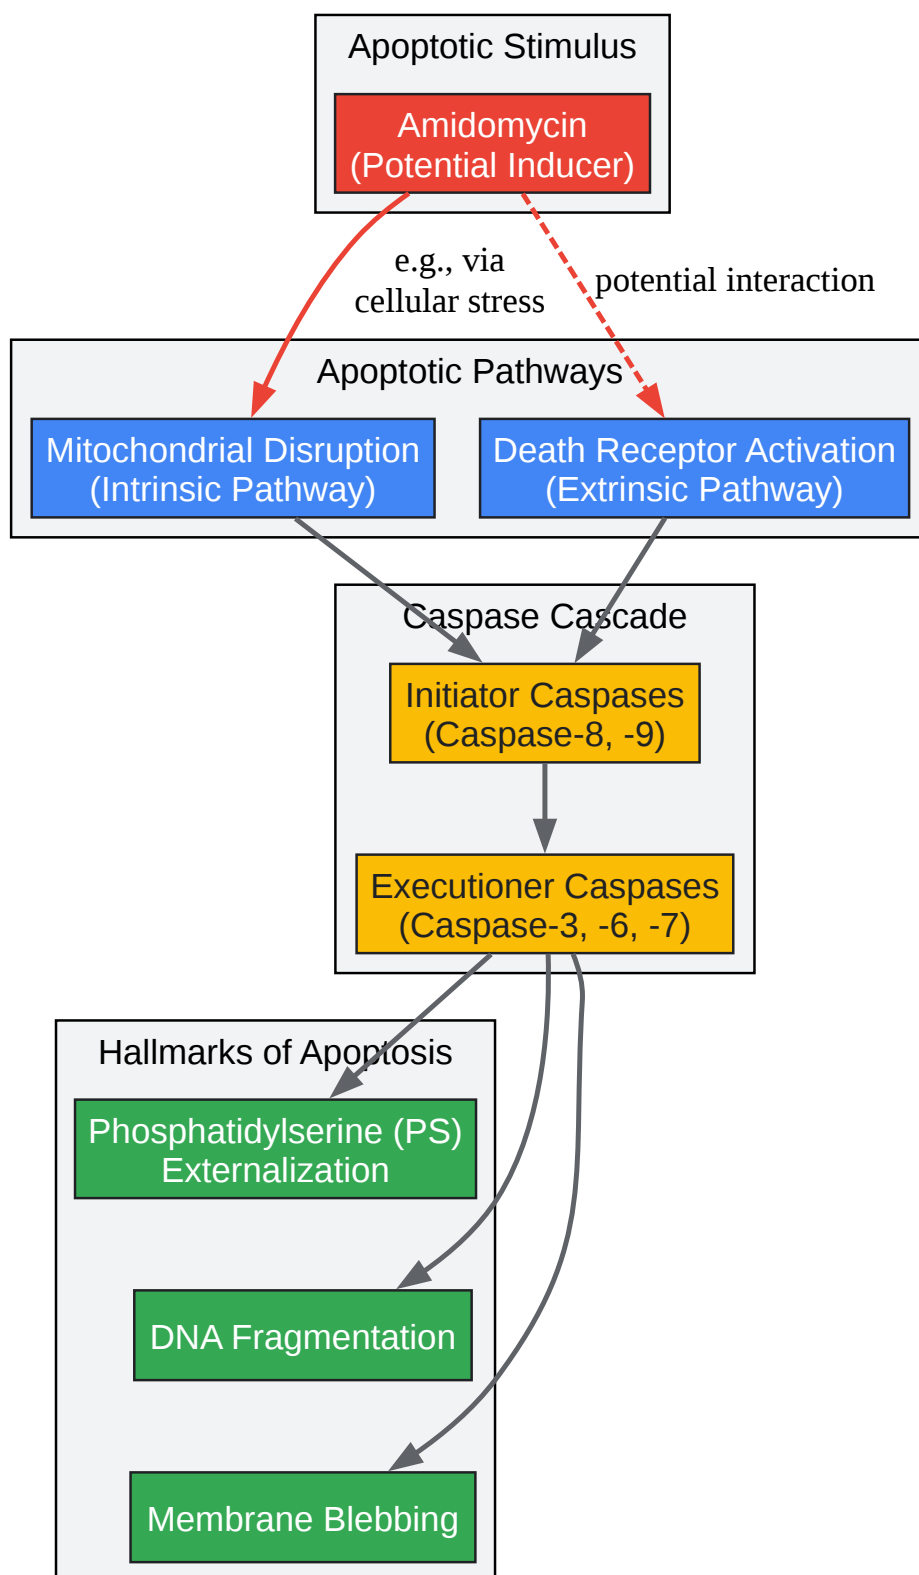 Apoptotic Stimulus
Amidomycin
(Potential Inducer)
e.g., via
cellular stress
potential interaction
Apoptotic Pathways
Mitochondrial Disruption
(Intrinsic Pathway)
Death Receptor Activation
(Extrinsic Pathway)
Caspase Cascade
Initiator Caspases
(Caspase-8, -9)
Executioner Caspases
(Caspase-3, -6, -7)
Hallmarks of Apoptosis
Phosphatidylserine (PS)
Externalization
DNA Fragmentation
Membrane Blebbing